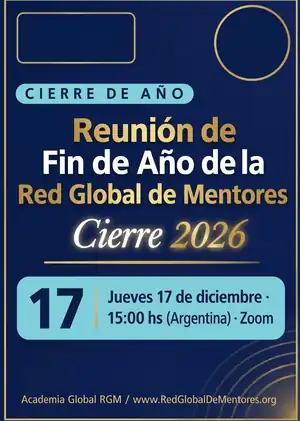 CIERRE DE AÑO
Reunión de
Fin de Año de la
Red Global de Mentores
Cierre 2026
17
Jueves 17 de diciembre ·
15:00 hs (Argentina) · Zoom
Academia Global RGM / www.RedGlobalDeMentores.org